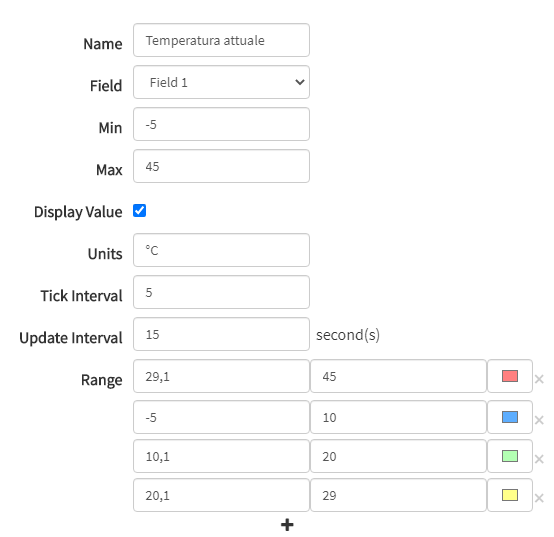 Name Temperatura attuale
Field Field 1
Min -5
Max 45
Display Value
Units °C
Tick Interval 5
Update Interval 15 second(s)
Range 29,1 45
-5 10
10,1 20
20,1 29